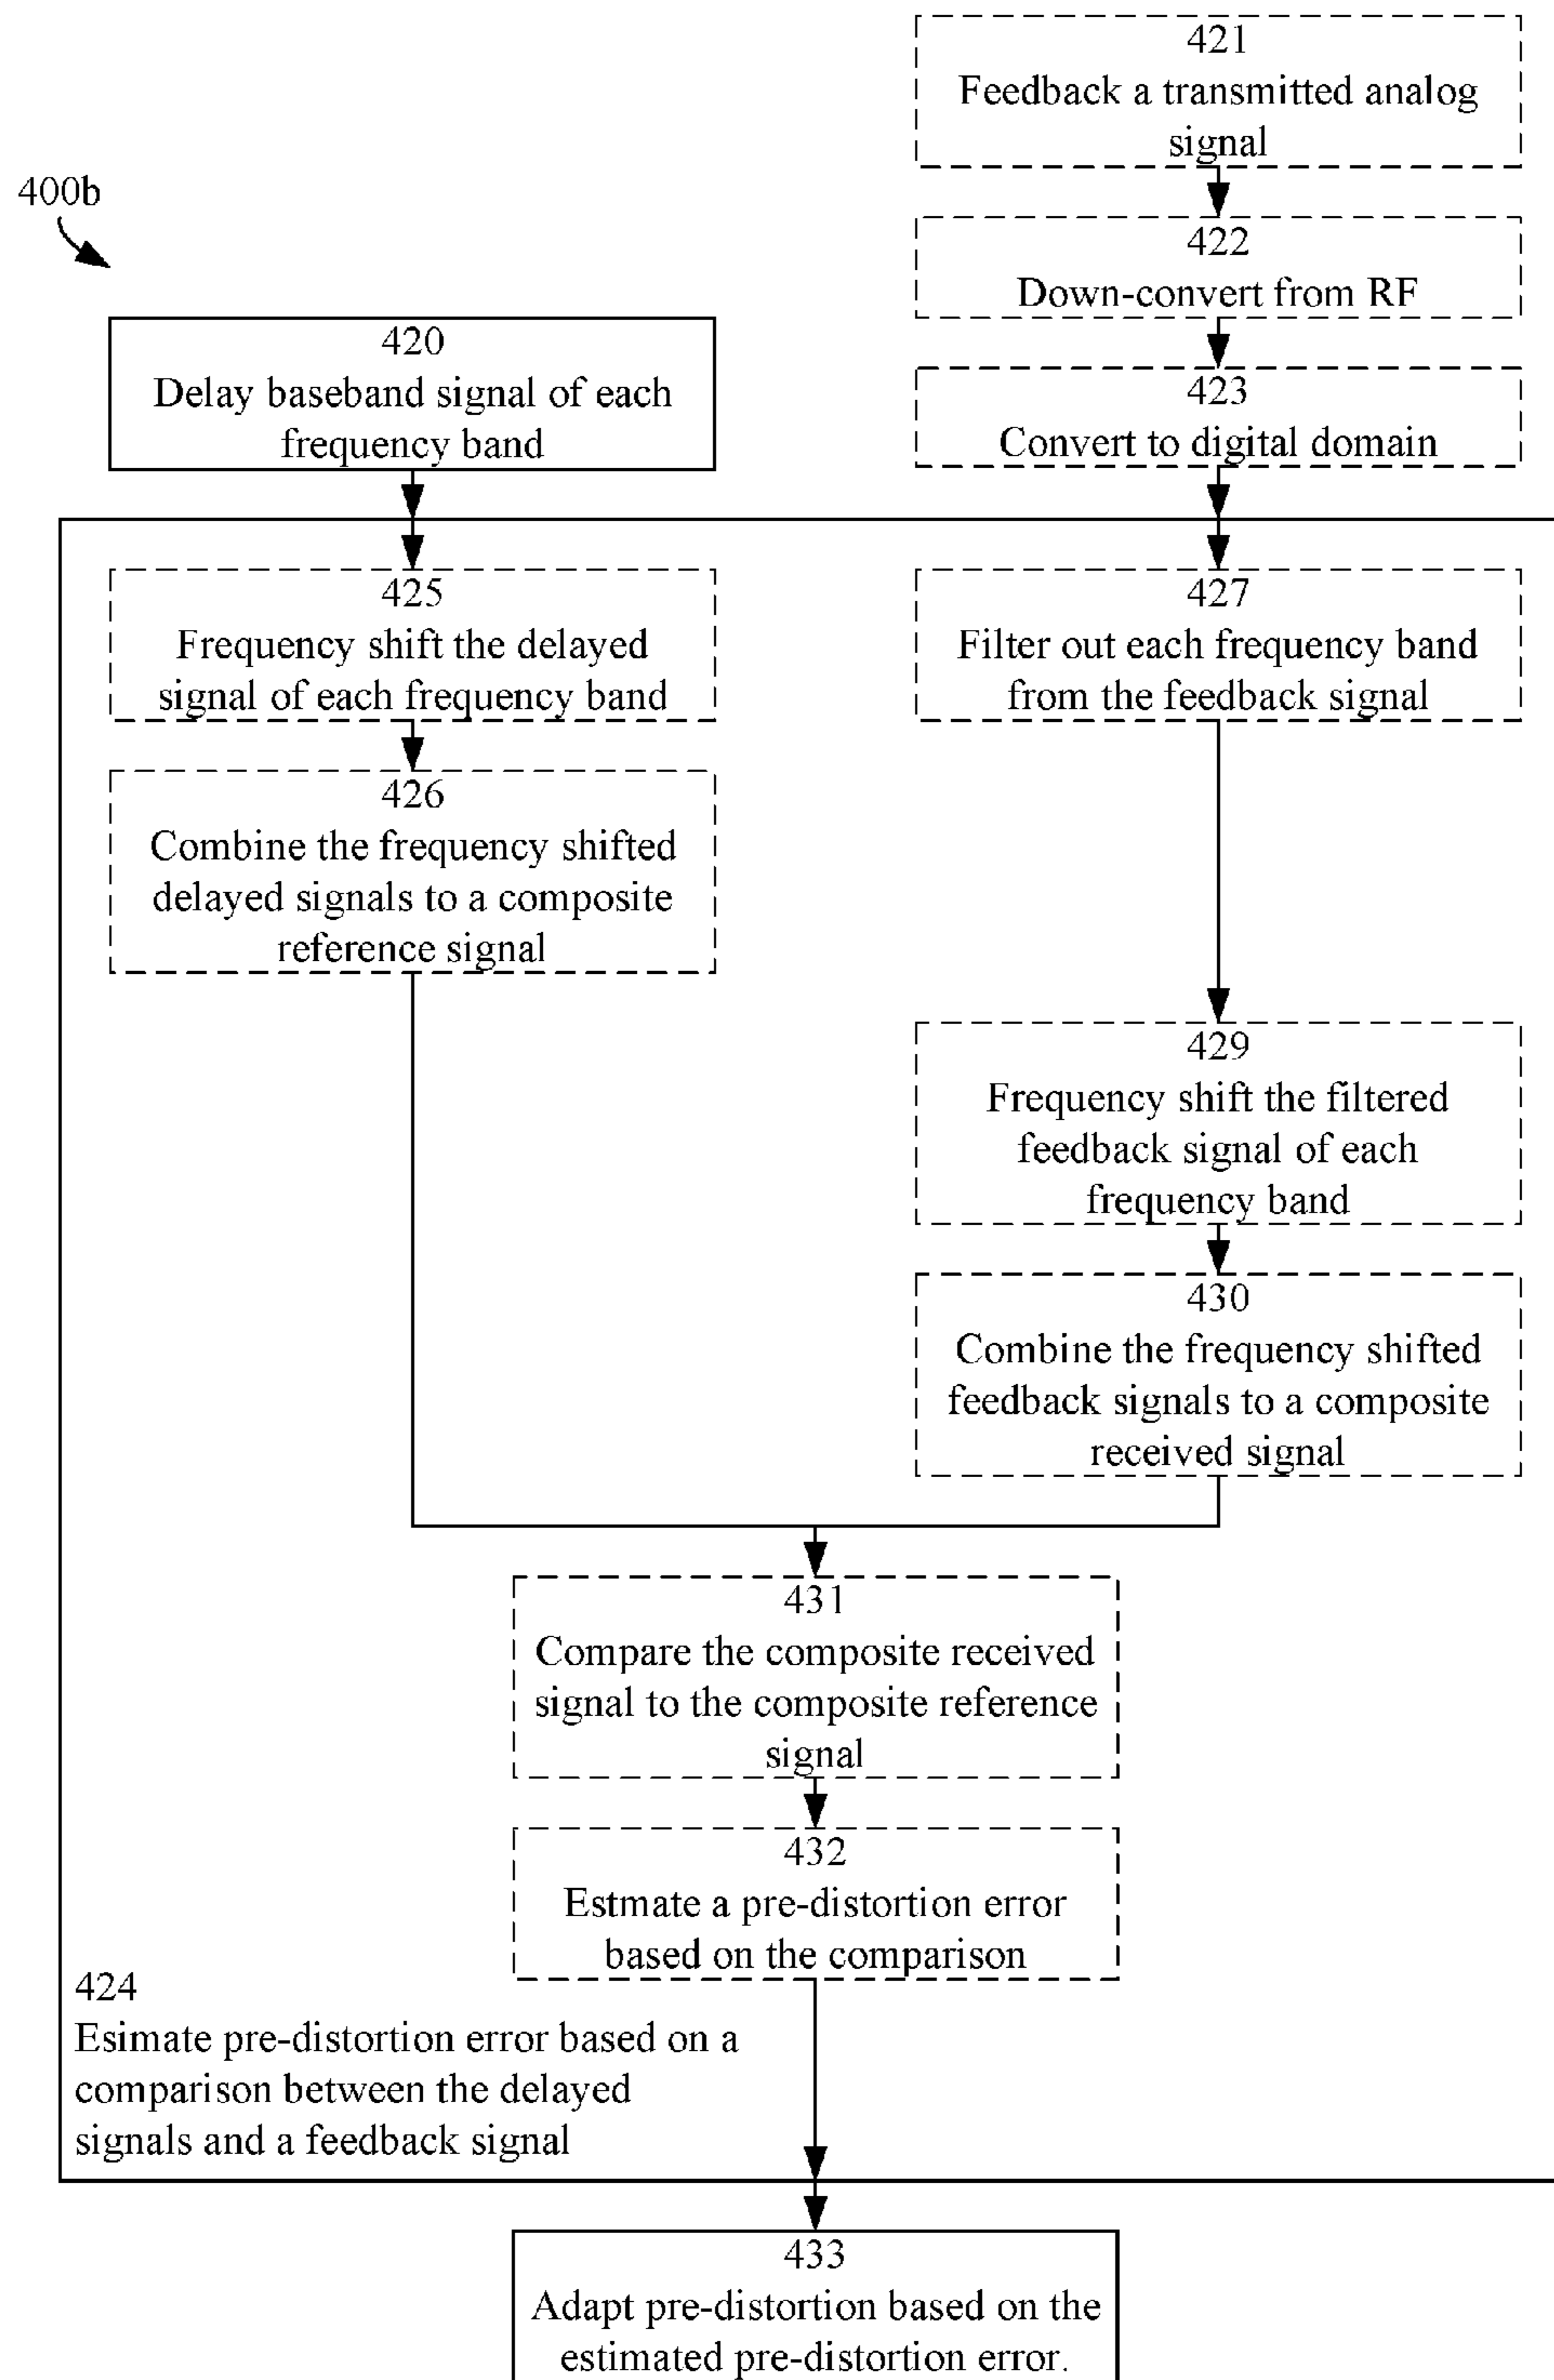 421
Feedback a transmitted analog
signal
400b
422
Down-convert from RF
420
Delay baseband signal of each
frequency band
423
Convert to digital domain
425
Frequency shift the delayed
signal of each frequency band
427
Filter out each frequency band
from the feedback signal
426
Combine the frequency shifted
delayed signals to a composite
reference signal
429
Frequency shift the filtered
feedback signal of each
frequency band
430
Combine the frequency shifted
feedback signals to a composite
received signal
431
Compare the composite received
signal to the composite reference
signal
432
Estmate a pre-distortion error
based on the comparison
424
Esimate pre-distortion error based on a
comparison between the delayed
signals and a feedback signal
433
Adapt pre-distortion based on the
estimated pre-distortion error.